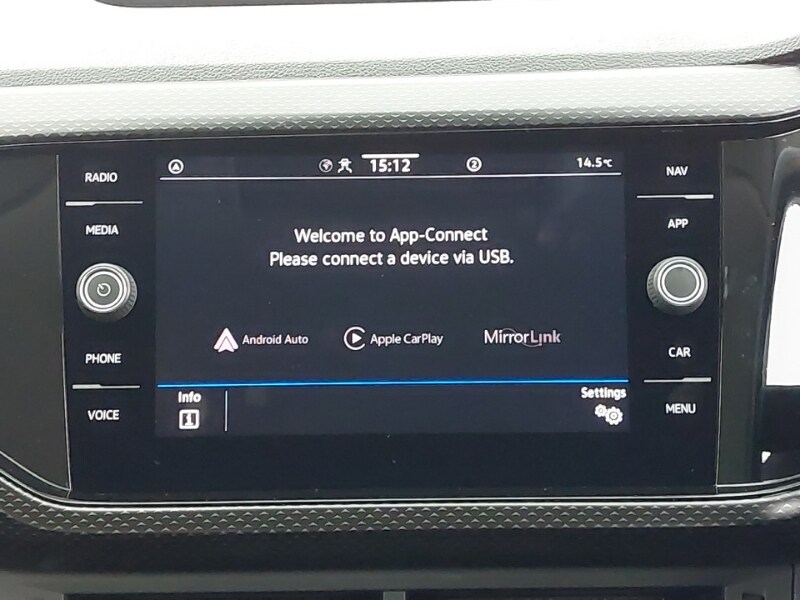 RADIO
MEDIA
PHONE
VOICE
15:12
2
14.5°C
Welcome to App-Connect
Please connect a device via USB.
Android Auto
Apple CarPlay
MirrorLink
Info
Settings
NAV
APP
CAR
MENU